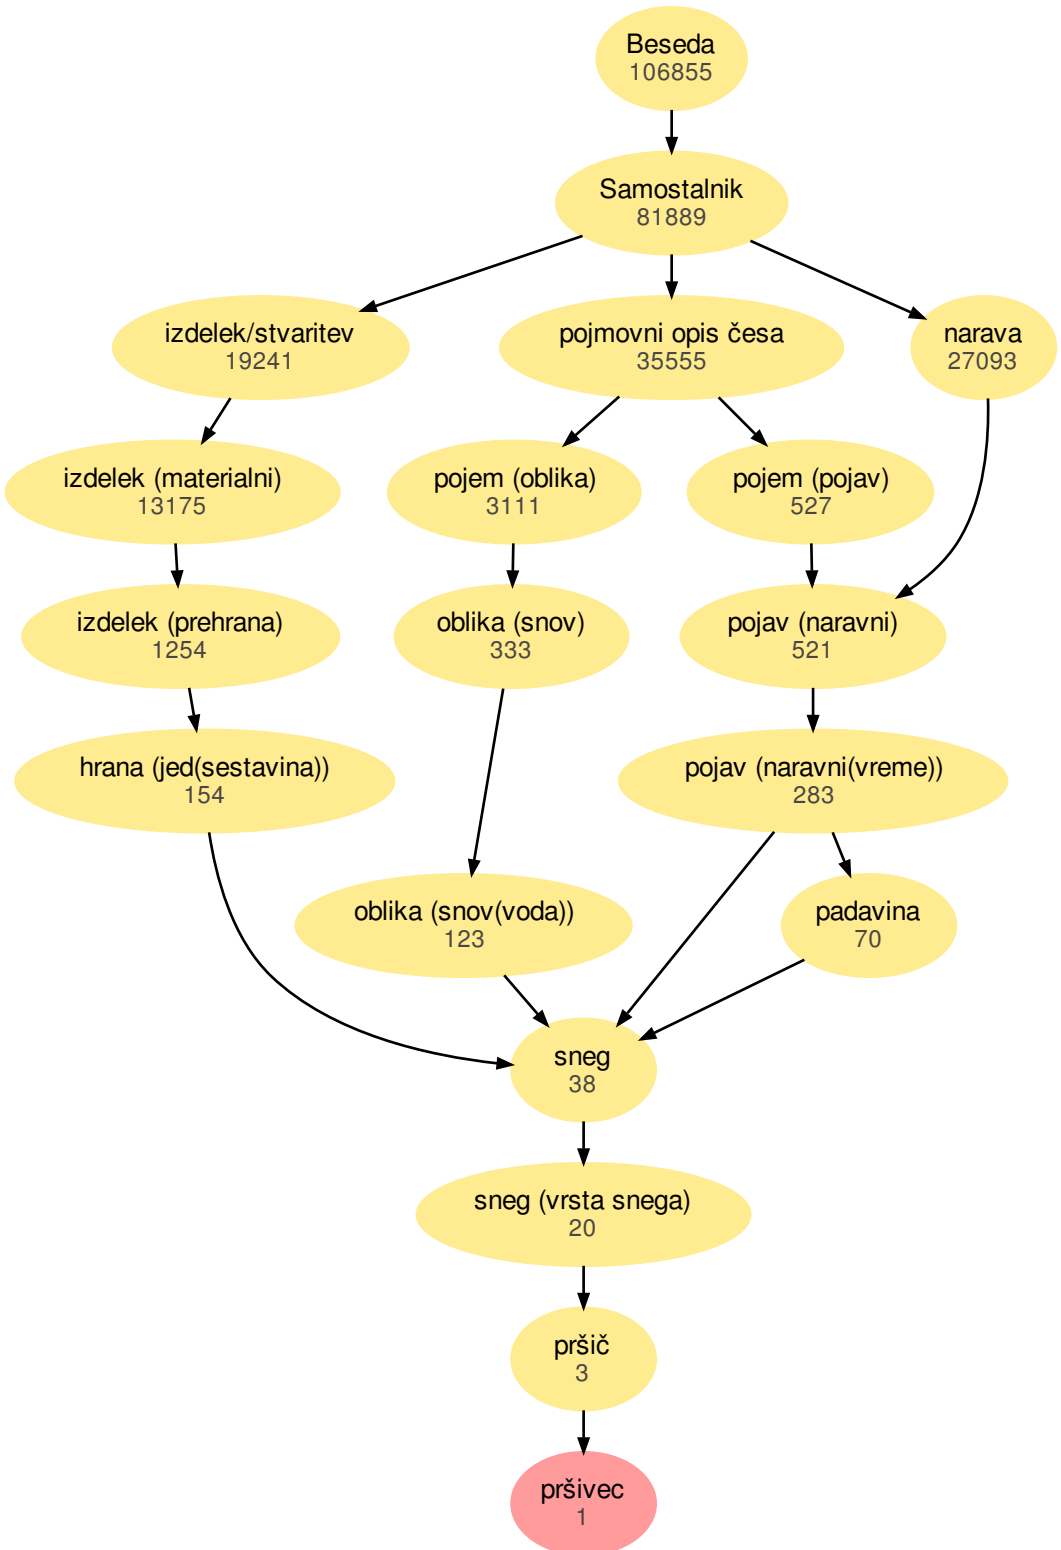 Beseda
106855
Samostalnik
81889
izdelek/stvaritev
19241
pojmovni opis česa
35555
narava
27093
izdelek (materialni)
13175
pojem (oblika)
3111
pojem (pojav)
527
izdelek (prehrana)
1254
oblika (snov)
333
pojav (naravni)
521
hrana (jed(sestavina))
154
pojav (naravni(vreme))
283
oblika (snov(voda))
123
padavina
70
sneg
38
sneg (vrsta snega)
20
pršič
3
pršivec
1